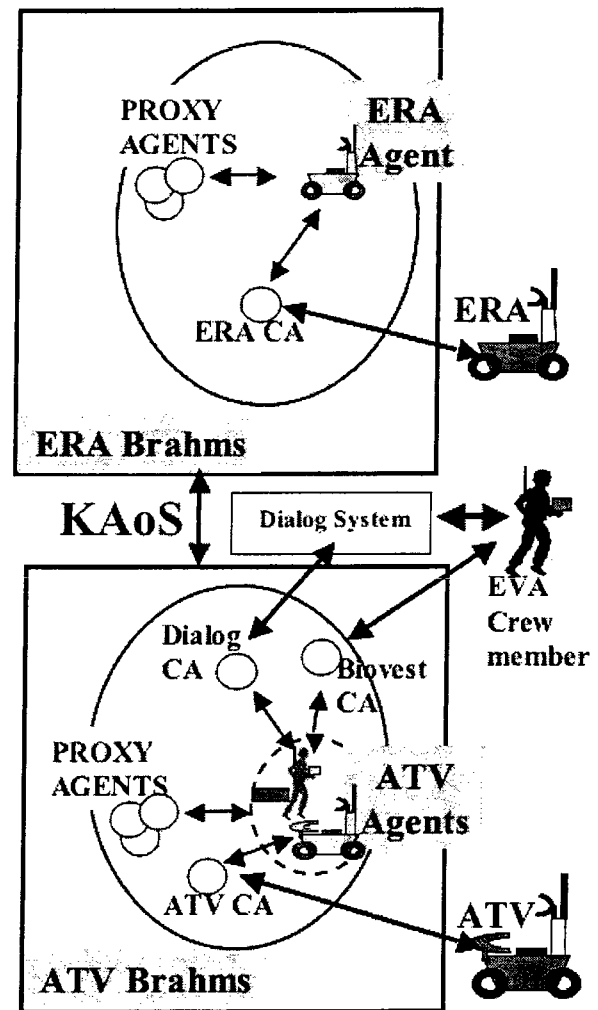 PROXY
AGENTS
ERA
Agent
ERA CA
ERA
ERA Brahms
KAoS
Dialog System
EVA
Crew
member
Dialog
CA
Biovest
CA
PROXY
AGENTS
ATV
Agents
ATV CA
ATV
ATV Brahms